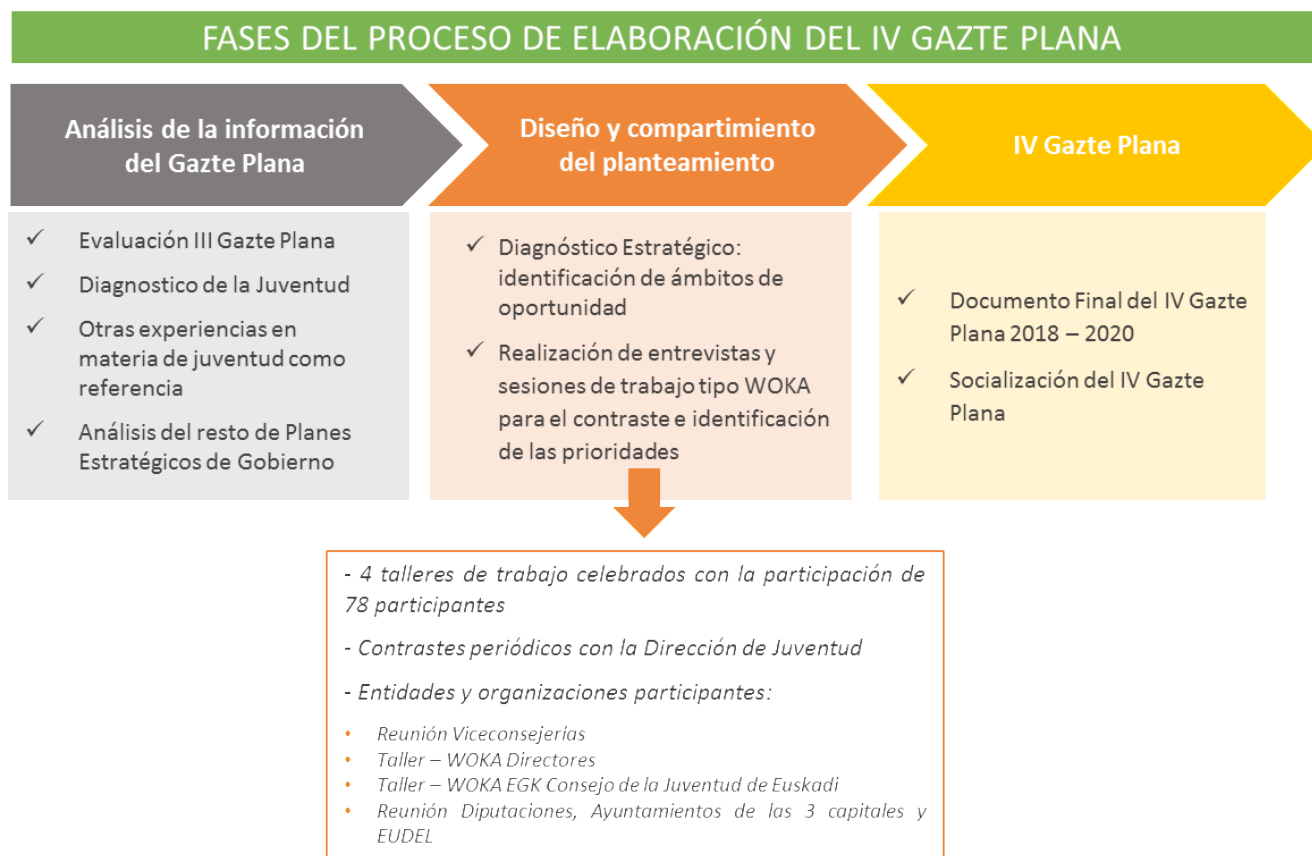 FASES DEL PROCESO DE ELABORACIÓN DEL IV GAZTE PLANA
Análisis de la información
del Gazte Plana
✓ Evaluación III Gazte Plana
✓ Diagnostico de la Juventud
✓ Otras experiencias en
materia de juventud como
referencia
✓ Análisis del resto de Planes
Estratégicos de Gobierno
Diseño y compartimiento
del planteamiento
✓ Diagnóstico Estratégico:
identificación de ámbitos de
oportunidad
✓ Realización de entrevistas y
sesiones de trabajo tipo WOKA
para el contraste e identificación
de las prioridades
IV Gazte Plana
✓ Documento Final del IV Gazte
Plana 2018 – 2020
✓ Socialización del IV Gazte
Plana
- 4 talleres de trabajo celebrados con la participación de
78 participantes
- Contrastes periódicos con la Dirección de Juventud
- Entidades y organizaciones participantes:
• Reunión Viceconsejerías
• Taller – WOKA Directores
• Taller – WOKA EGK Consejo de la Juventud de Euskadi
• Reunión Diputaciones, Ayuntamientos de las 3 capitales y
EUDEL